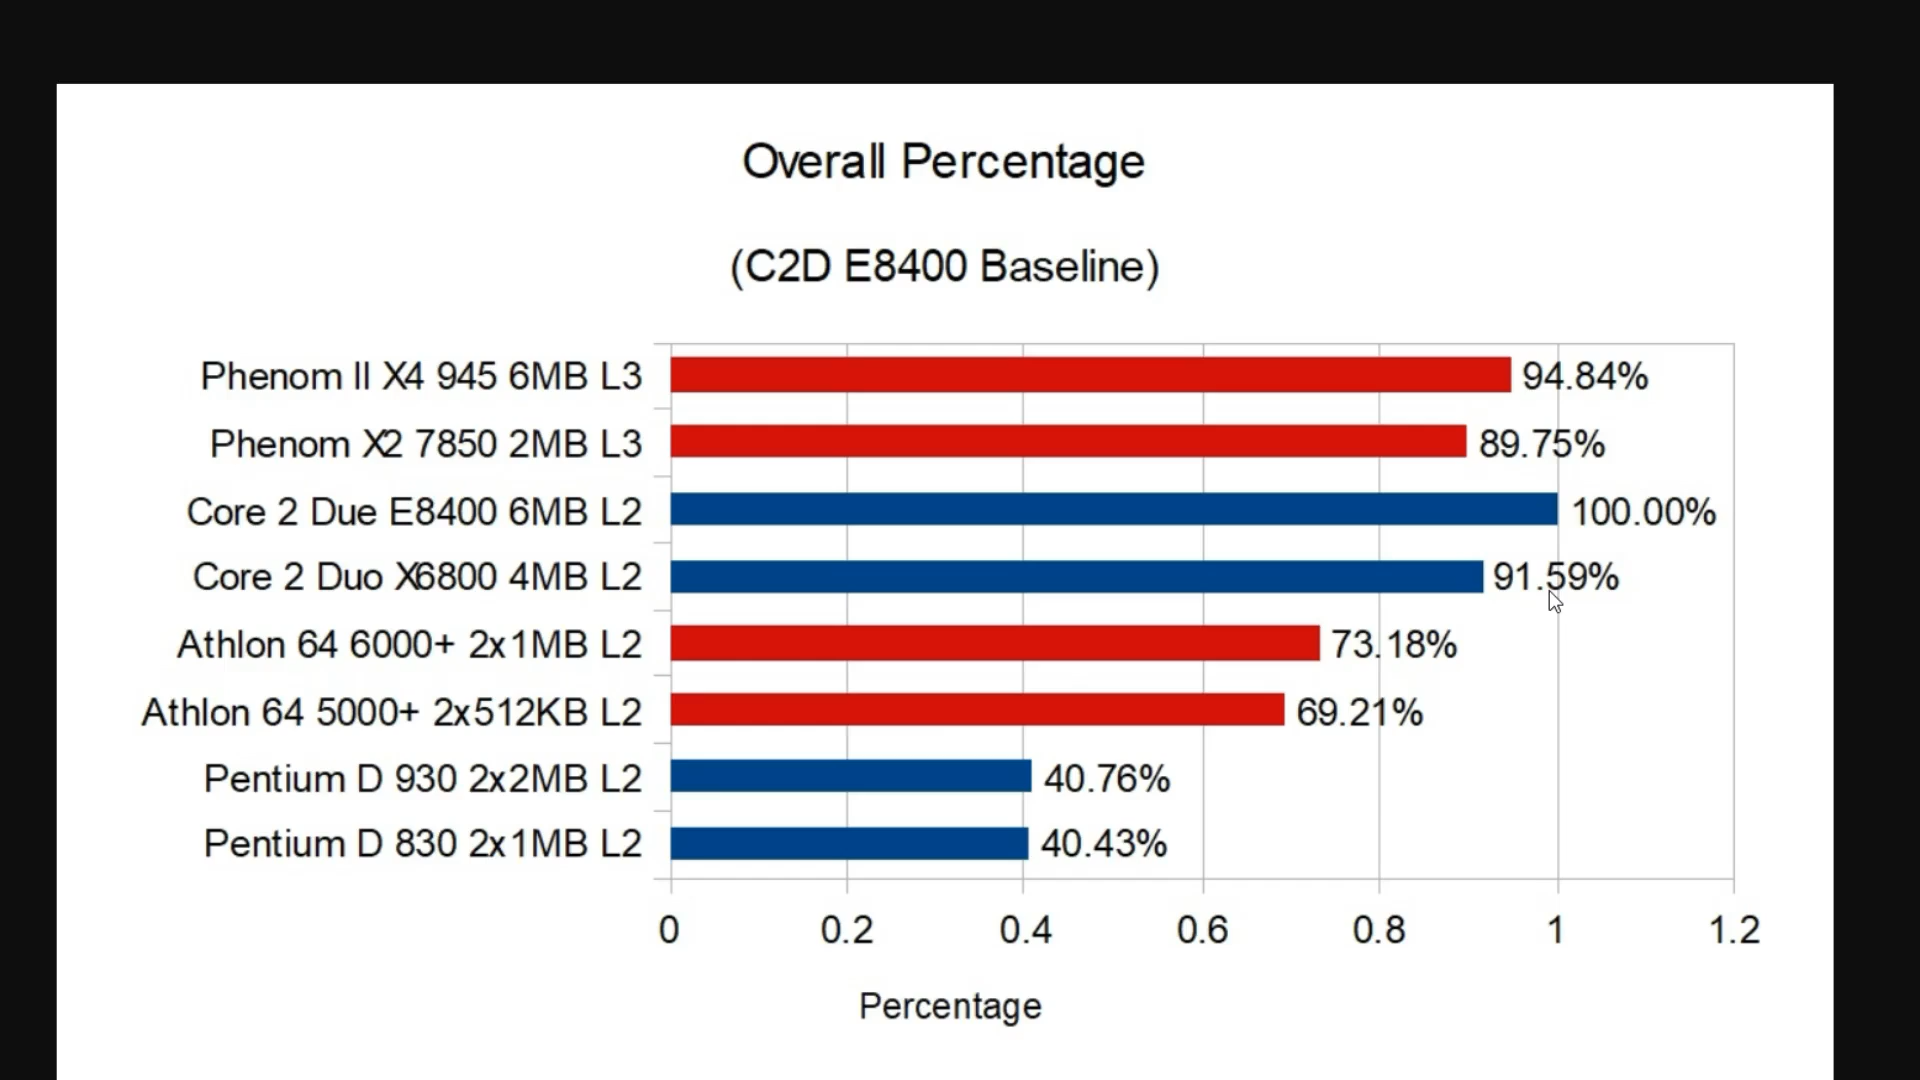 Overall Percentage
(C2D E8400 Baseline)
Phenom II X4 945 6MB L3 94.84%
Phenom X2 7850 2MB L3 89.75%
Core 2 Due E8400 6MB L2 100.00%
Core 2 Duo X6800 4MB L2 91.59%
Athlon 64 6000+ 2x1MB L2 73.18%
Athlon 64 5000+ 2x512KB L2 69.21%
Pentium D 930 2x2MB L2 40.76%
Pentium D 830 2x1MB L2 40.43%
0 0.2 0.4 0.6 0.8 1 1.2
Percentage